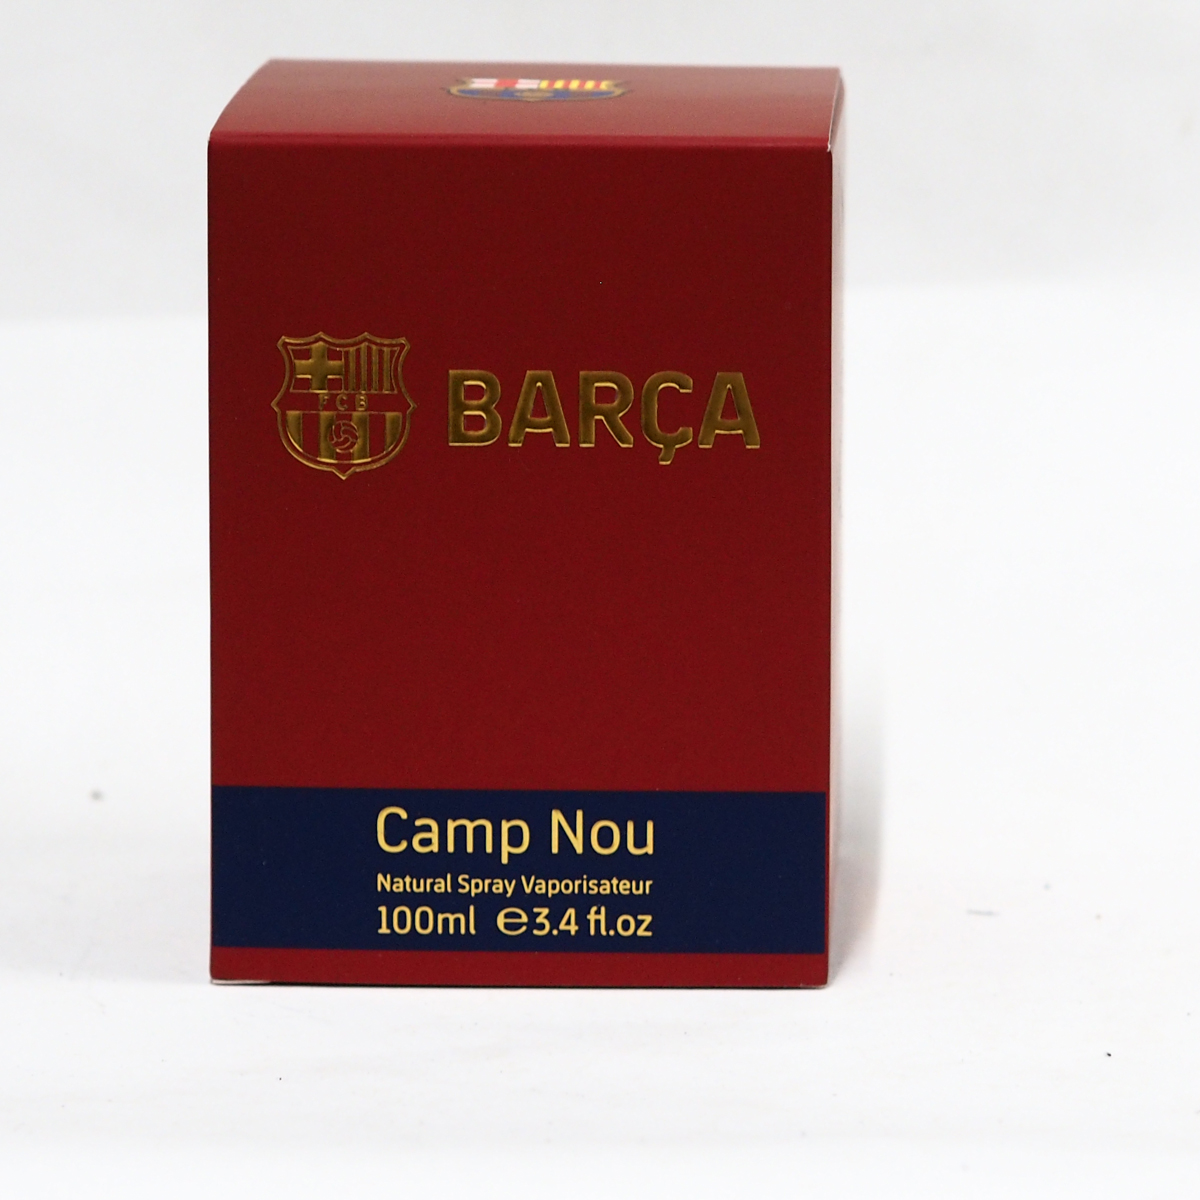 FCB
BARÇA
Camp Nou
Natural Spray Vaporisateur
100ml ℮3.4 fl.oz